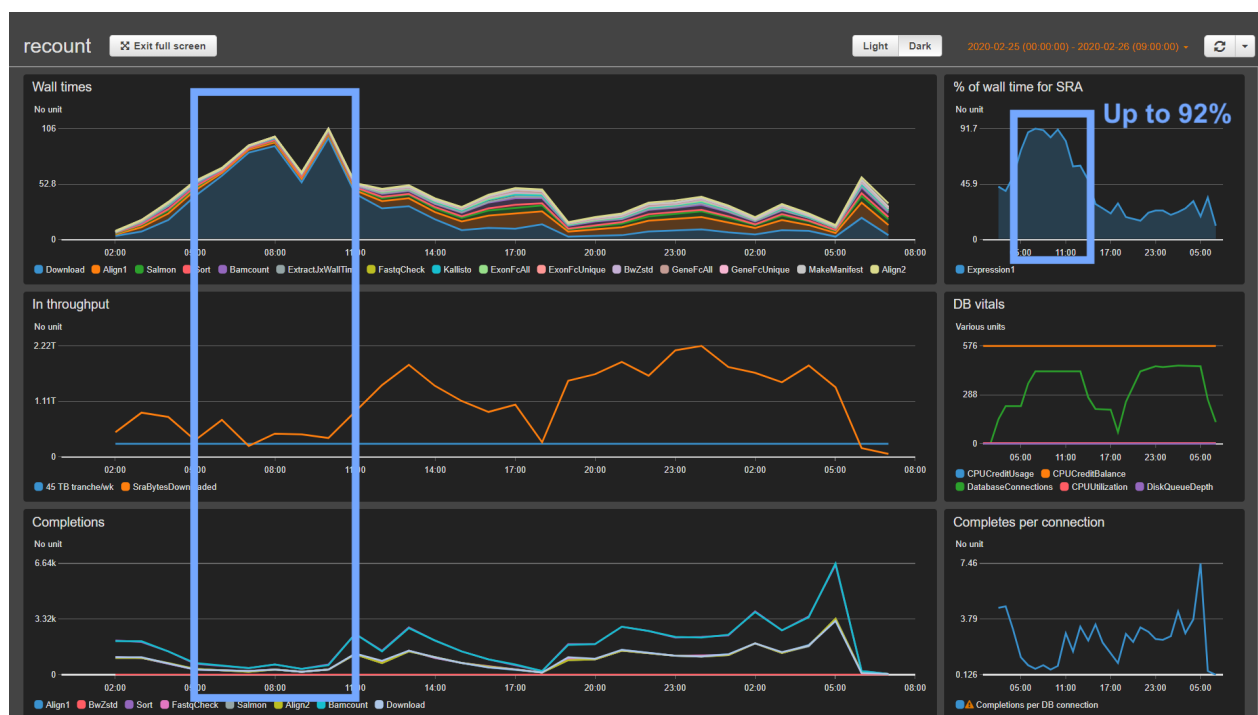 recount Exit full screen Light Dark 2020-02-25 (00:00:00) - 2020-02-26 (09:00:00)
Wall times
No unit
106
52.8
0
02:00 05:00 08:00 11:00 14:00 17:00 20:00 23:00 02:00 05:00 08:00
Download Align1 Salmon Sort Bamcount ExtractJxWallTim FastqCheck Kallisto ExonFcAll ExonFcUnique BwZstd GeneFcAll GeneFcUnique MakeManifest Align2
% of wall time for SRA
No unit
Up to 92%
91.7
45.9
0
05:00 11:00 17:00 23:00 05:00
Expression1
In throughput
No unit
2.22T
1.11T
0
02:00 05:00 08:00 11:00 14:00 17:00 20:00 23:00 02:00 05:00 08:00
45 TB tranche/wk SraBytesDownloaded
DB vitals
Various units
576
288
0
05:00 11:00 17:00 23:00 05:00
CPUCreditUsage CPUCreditBalance
DatabaseConnections CPUUtilization DiskQueueDepth
Completions
No unit
6.64k
3.32k
0
02:00 05:00 08:00 11:00 14:00 17:00 20:00 23:00 02:00 05:00 08:00
Align1 BwZstd Sort FastqCheck Salmon Align2 Bamcount Download
Completes per connection
No unit
7.46
3.79
0.126
05:00 11:00 17:00 23:00 05:00
Completions per DB connection